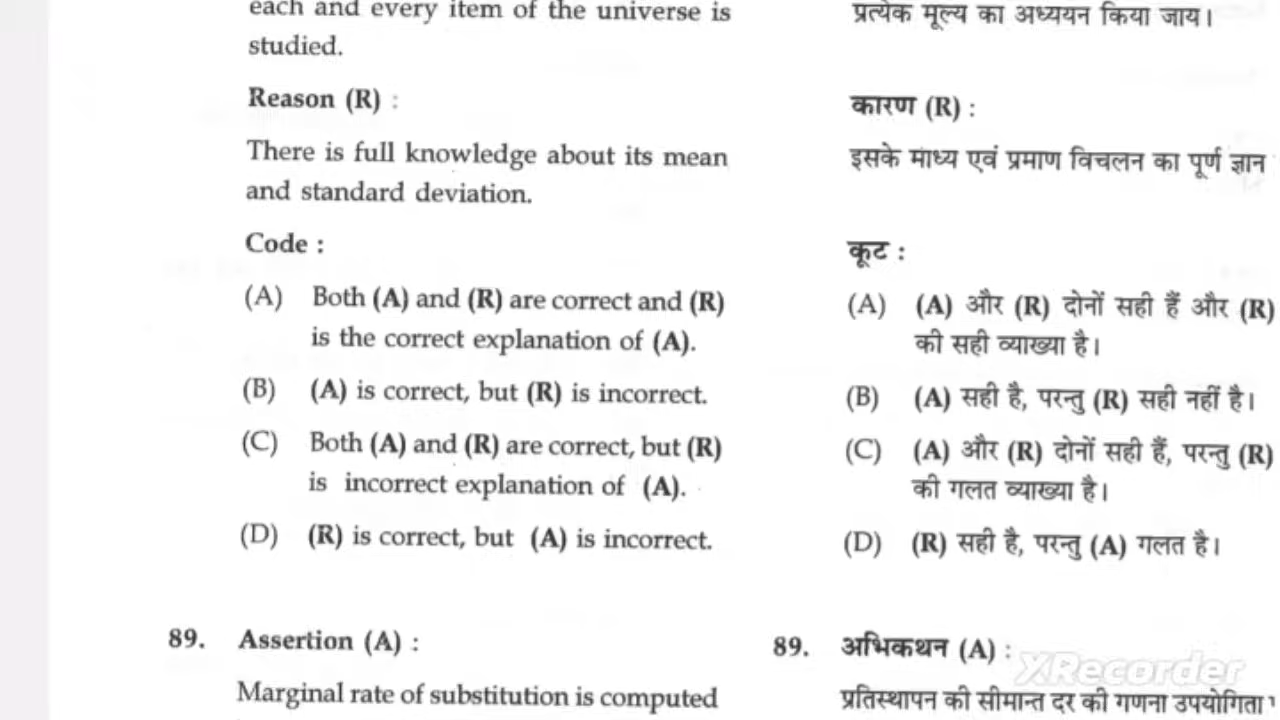 each and every item of the universe is
studied.
Reason (R) :
There is full knowledge about its mean
and standard deviation.
Code :
(A) Both (A) and (R) are correct and (R)
is the correct explanation of (A).
(B) (A) is correct, but (R) is incorrect.
(C) Both (A) and (R) are correct, but (R)
is incorrect explanation of (A).
(D) (R) is correct, but (A) is incorrect.
89. Assertion (A) :
Marginal rate of substitution is computed
प्रत्येक मूल्य का अध्ययन किया जाय।
कारण (R) :
इसके माध्य एवं प्रमाण विचलन का पूर्ण ज्ञान
कूट :
(A) (A) और (R) दोनों सही हैं और (R)
की सही व्याख्या है।
(B) (A) सही है, परन्तु (R) सही नहीं है।
(C) (A) और (R) दोनों सही हैं, परन्तु (R)
की गलत व्याख्या है।
(D) (R) सही है, परन्तु (A) गलत है।
89. अभिकथन (A) :
प्रतिस्थापन की सीमान्त दर की गणना उपयोगिता
XRecorder